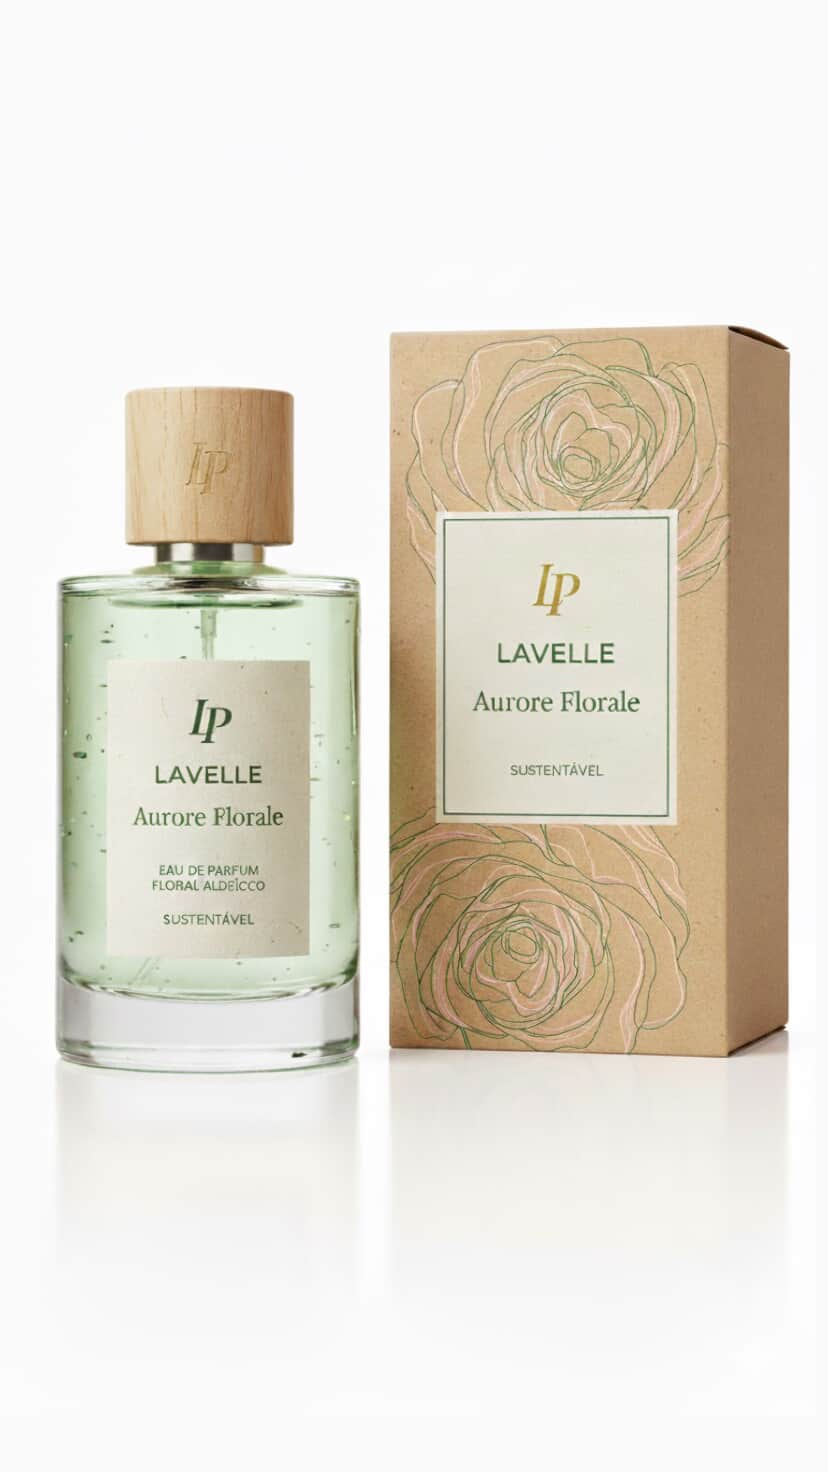 LP
LP
LAVELLE
Aurore Florale
EAU DE PARFUM
FLORAL ALDEÍCCO
SUSTENTÁVEL
LP
LAVELLE
Aurore Florale
SUSTENTÁVEL